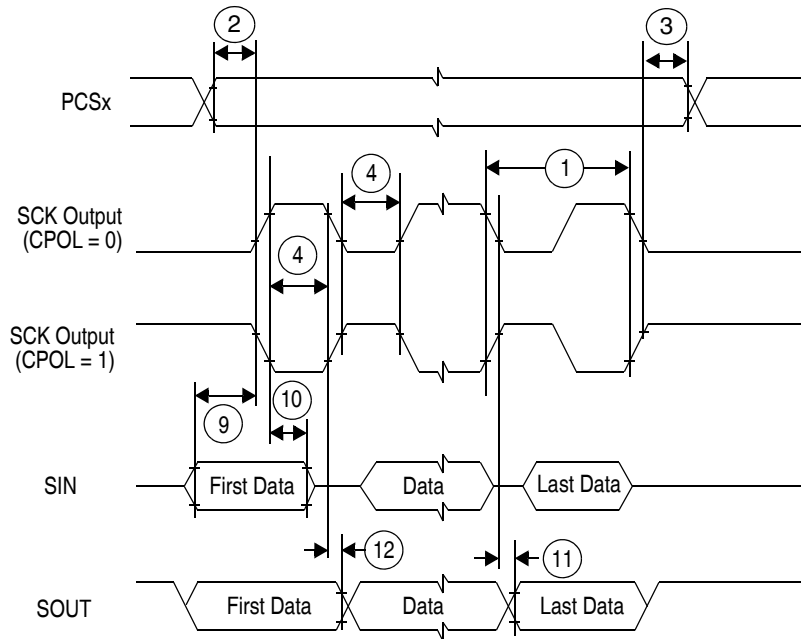 2
3
PCSx
4
1
SCK Output
(CPOL = 0)
4
SCK Output
(CPOL = 1)
9
10
SIN
First Data
Data
Last Data
12
11
SOUT
First Data
Data
Last Data